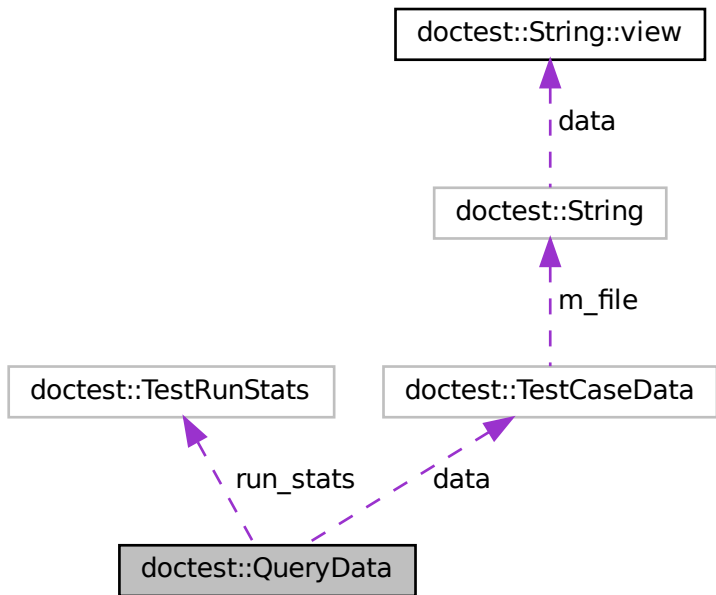 doctest::String::view
data
doctest::String
m_file
doctest::TestRunStats
doctest::TestCaseData
run_stats
data
doctest::QueryData